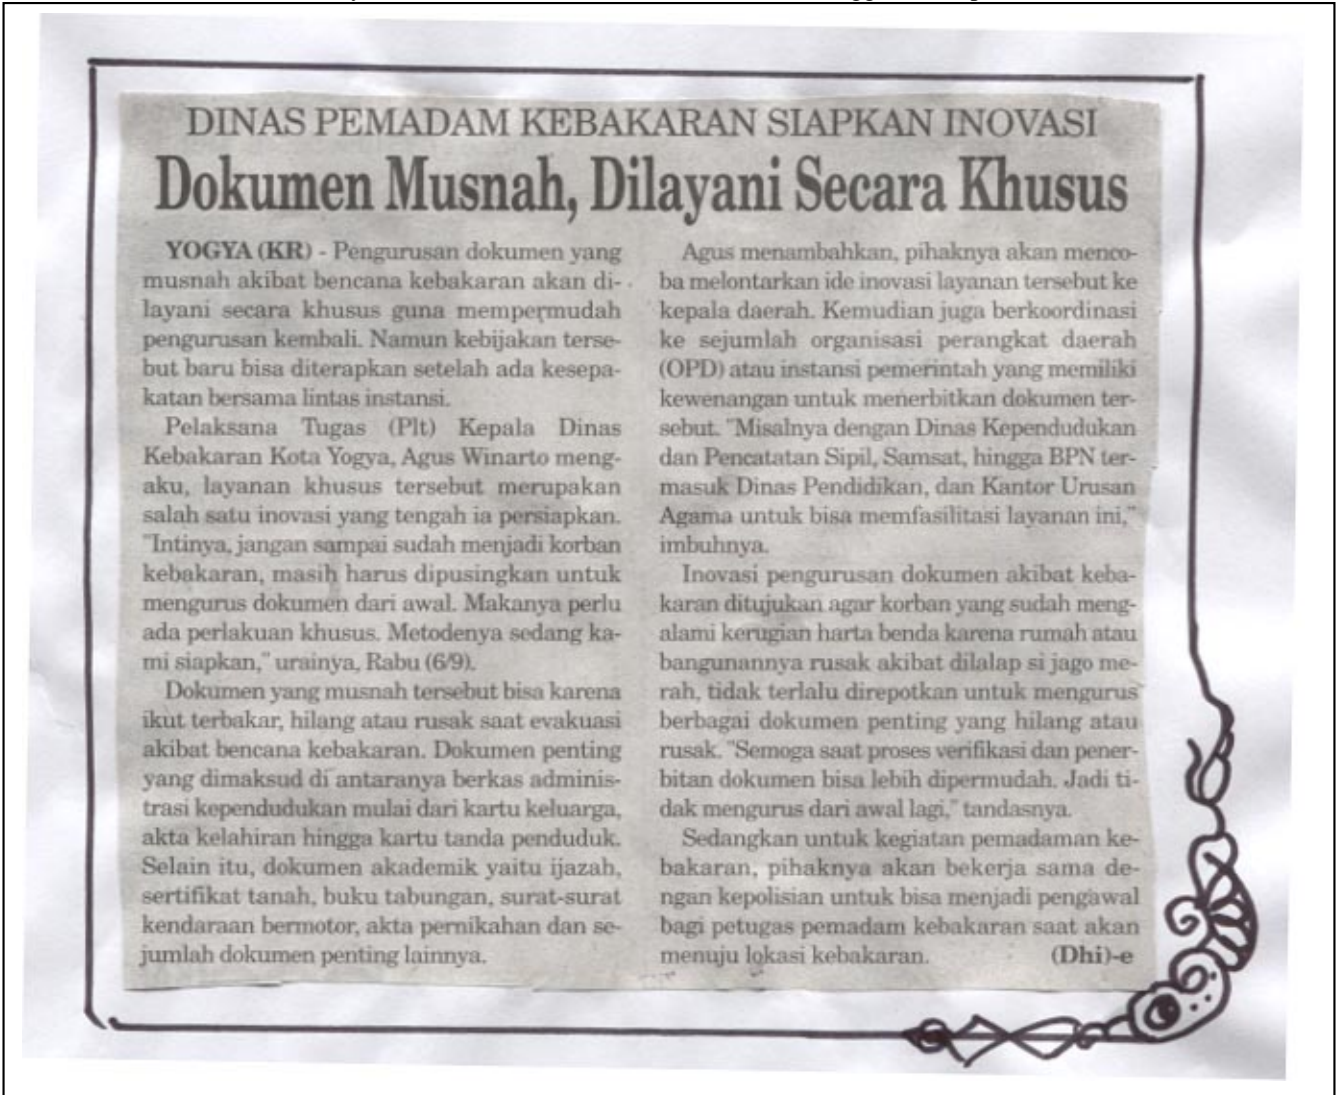 DINAS PEMADAM KEBAKARAN SIAPKAN INOVASI
Dokumen Musnah, Dilayani Secara Khusus
YOGYA (KR) - Pengurusan dokumen yang
musnah akibat bencana kebakaran akan di-
layani secara khusus guna mempermudah
pengurusan kembali. Namun kebijakan terse-
but baru bisa diterapkan setelah ada kesepa-
katan bersama lintas instansi.
Pelaksana Tugas (Plt) Kepala Dinas
Kebakaran Kota Yogya, Agus Winarto meng-
aku, layanan khusus tersebut merupakan
salah satu inovasi yang tengah ia persiapkan.
"Intinya, jangan sampai sudah menjadi korban
kebakaran, masih harus dipusingkan untuk
mengurus dokumen dari awal. Makanya perlu
ada perlakuan khusus. Metodenya sedang ka-
mi siapkan," urainya, Rabu (6/9).
Dokumen yang musnah tersebut bisa karena
ikut terbakar, hilang atau rusak saat evakuasi
akibat bencana kebakaran. Dokumen penting
yang dimaksud di antaranya berkas adminis-
trasi kependudukan mulai dari kartu keluarga,
akta kelahiran hingga kartu tanda penduduk.
Selain itu, dokumen akademik yaitu ijazah,
sertifikat tanah, buku tabungan, surat-surat
kendaraan bermotor, akta pernikahan dan se-
jumlah dokumen penting lainnya.
Agus menambahkan, pihaknya akan menco-
ba melontarkan ide inovasi layanan tersebut ke
kepala daerah. Kemudian juga berkoordinasi
ke sejumlah organisasi perangkat daerah
(OPD) atau instansi pemerintah yang memiliki
kewenangan untuk menerbitkan dokumen ter-
sebut. "Misalnya dengan Dinas Kependudukan
dan Pencatatan Sipil, Samsat, hingga BPN ter-
masuk Dinas Pendidikan, dan Kantor Urusan
Agama untuk bisa memfasilitasi layanan ini,"
imbuhnya.
Inovasi pengurusan dokumen akibat keba-
karan ditujukan agar korban yang sudah meng-
alami kerugian harta benda karena rumah atau
bangunannya rusak akibat dilalap si jago me-
rah, tidak terlalu direpotkan untuk mengurus
berbagai dokumen penting yang hilang atau
rusak. "Semoga saat proses verifikasi dan pener-
bitan dokumen bisa lebih dipermudah. Jadi ti-
dak mengurus dari awal lagi," tandasnya.
Sedangkan untuk kegiatan pemadaman ke-
bakaran, pihaknya akan bekerja sama de-
ngan kepolisian untuk bisa menjadi pengawal
bagi petugas pemadam kebakaran saat akan
menuju lokasi kebakaran. (Dhi)-e